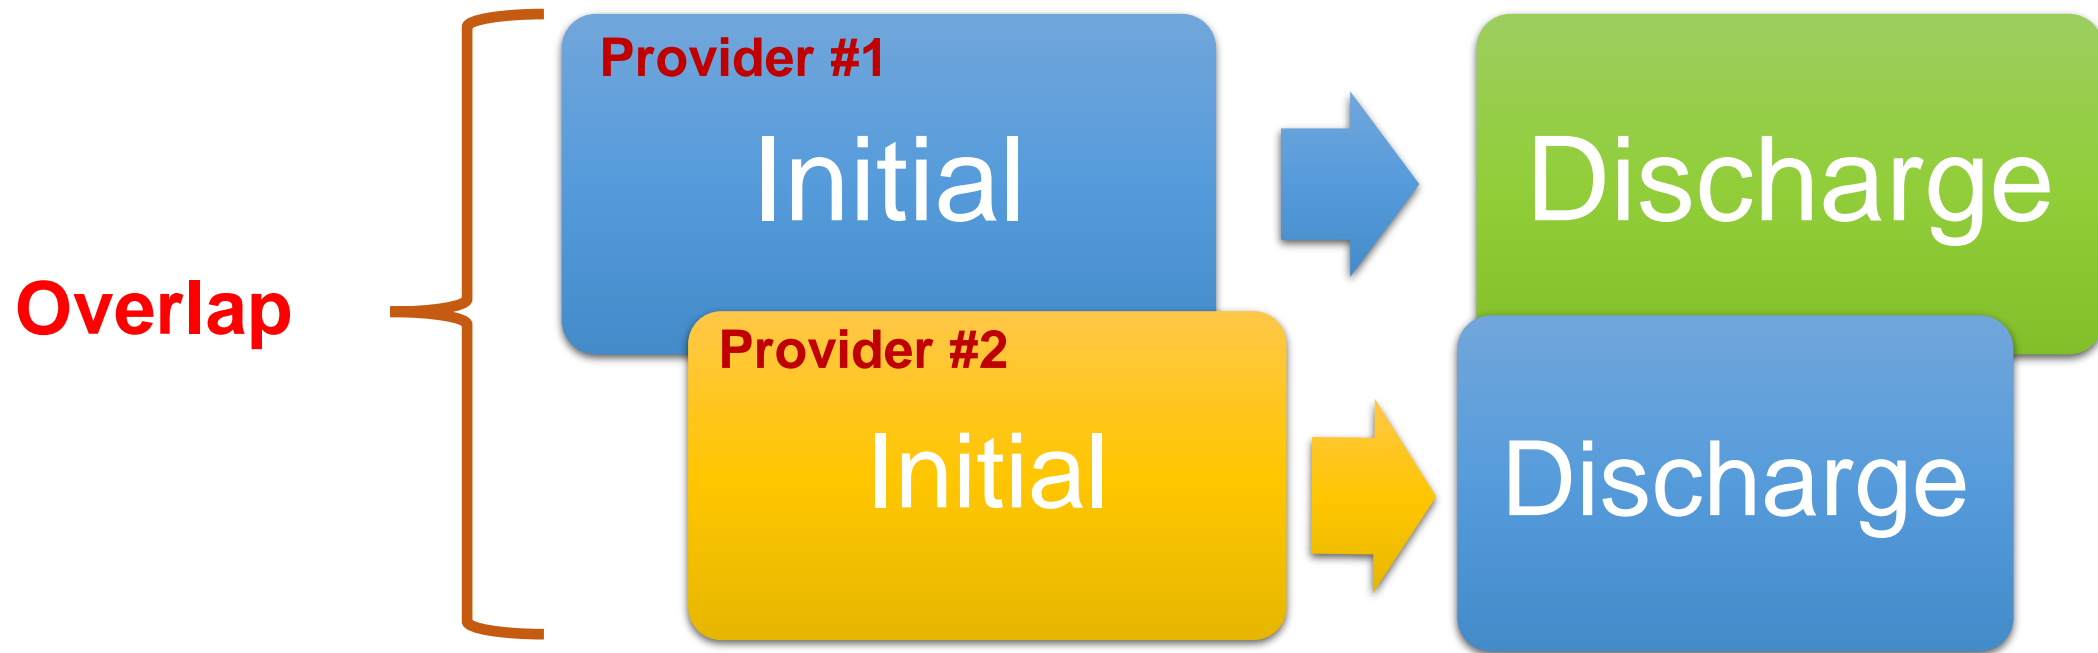 Provider #1
Initial
Discharge
Overlap
Provider #2
Initial
Discharge